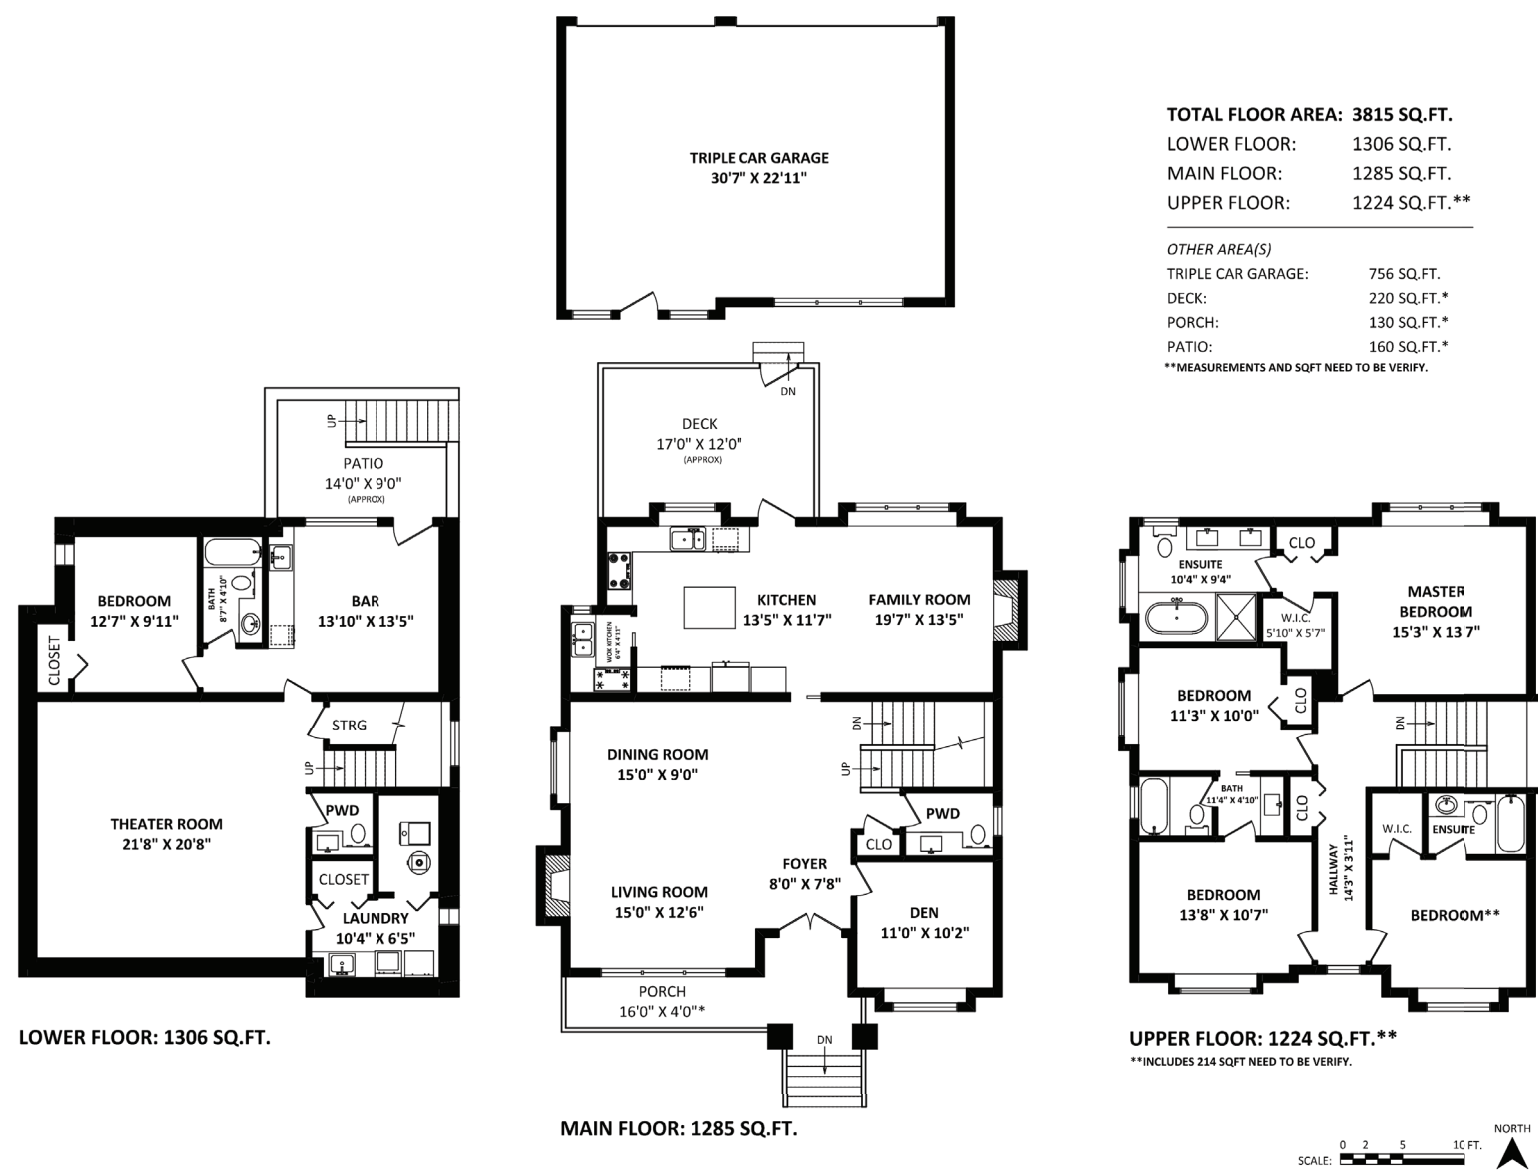 TRIPLE CAR GARAGE
30'7" X 22'11"
TOTAL FLOOR AREA: 3815 SQ.FT.
LOWER FLOOR: 1306 SQ.FT.
MAIN FLOOR: 1285 SQ.FT.
UPPER FLOOR: 1224 SQ.FT.**
OTHER AREA(S)
TRIPLE CAR GARAGE: 756 SQ.FT.
DECK: 220 SQ.FT.*
PORCH: 130 SQ.FT.*
PATIO: 160 SQ.FT.*
**MEASUREMENTS AND SQFT NEED TO BE VERIFY.
UP
PATIO
14'0" X 9'0"
(APPROX)
BEDROOM
12'7" X 9'11"
BATH
8'7" X 4'10"
BAR
13'10" X 13'5"
CLOSET
STRG
UP
THEATER ROOM
21'8" X 20'8"
PWD
CLOSET
LAUNDRY
10'4" X 6'5"
LOWER FLOOR: 1306 SQ.FT.
DN
DECK
17'0" X 12'0"
(APPROX)
KITCHEN
13'5" X 11'7"
FAMILY ROOM
19'7" X 13'5"
WOK KITCHEN
6'4" X 4'11"
DINING ROOM
15'0" X 9'0"
DN
UP
PWD
CLO
FOYER
8'0" X 7'8"
LIVING ROOM
15'0" X 12'6"
DEN
11'0" X 10'2"
PORCH
16'0" X 4'0"*
DN
MAIN FLOOR: 1285 SQ.FT.
ENSUITE
10'4" X 9'4"
CLO
MASTER
BEDROOM
15'3" X 13 7"
W.I.C.
5'10" X 5'7"
BEDROOM
11'3" X 10'0"
CLO
DN
BATH
11'4" X 4'10"
CLO
W.I.C.
ENSUITE
HALLWAY
14'3" X 3'11"
BEDROOM
13'8" X 10'7"
BEDROOM**
UPPER FLOOR: 1224 SQ.FT.**
**INCLUDES 214 SQFT NEED TO BE VERIFY.
NORTH
0 2 5 10 FT.
SCALE: